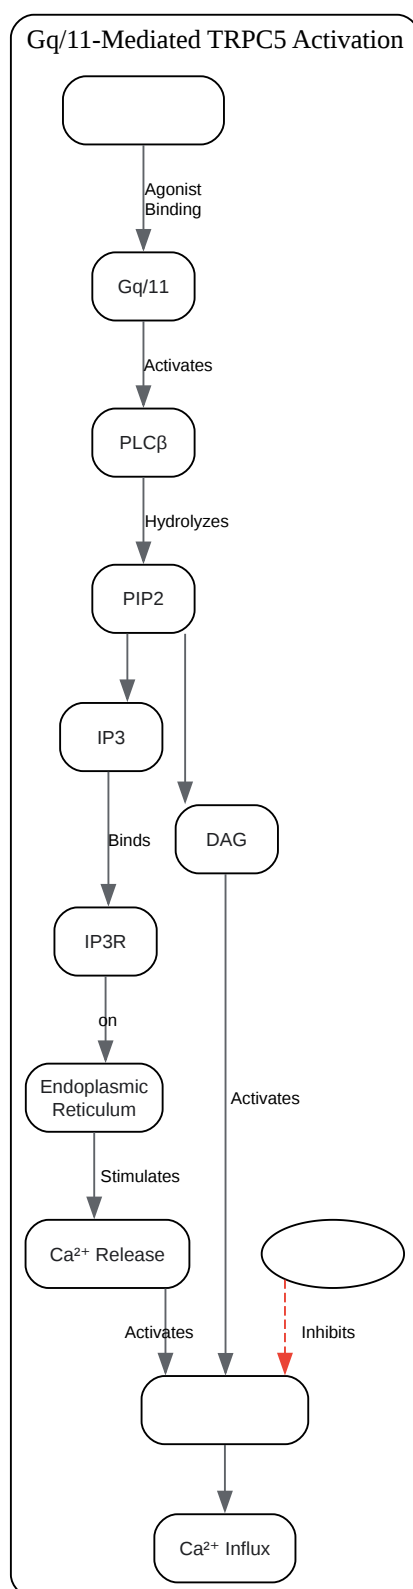 Gq/11-Mediated TRPC5 Activation
Agonist
Binding
Gq/11
Activates
PLCβ
Hydrolyzes
PIP2
IP3
Binds
DAG
IP3R
on
Endoplasmic
Reticulum
Activates
Stimulates
Ca²⁺ Release
Activates
Inhibits
Ca²⁺ Influx